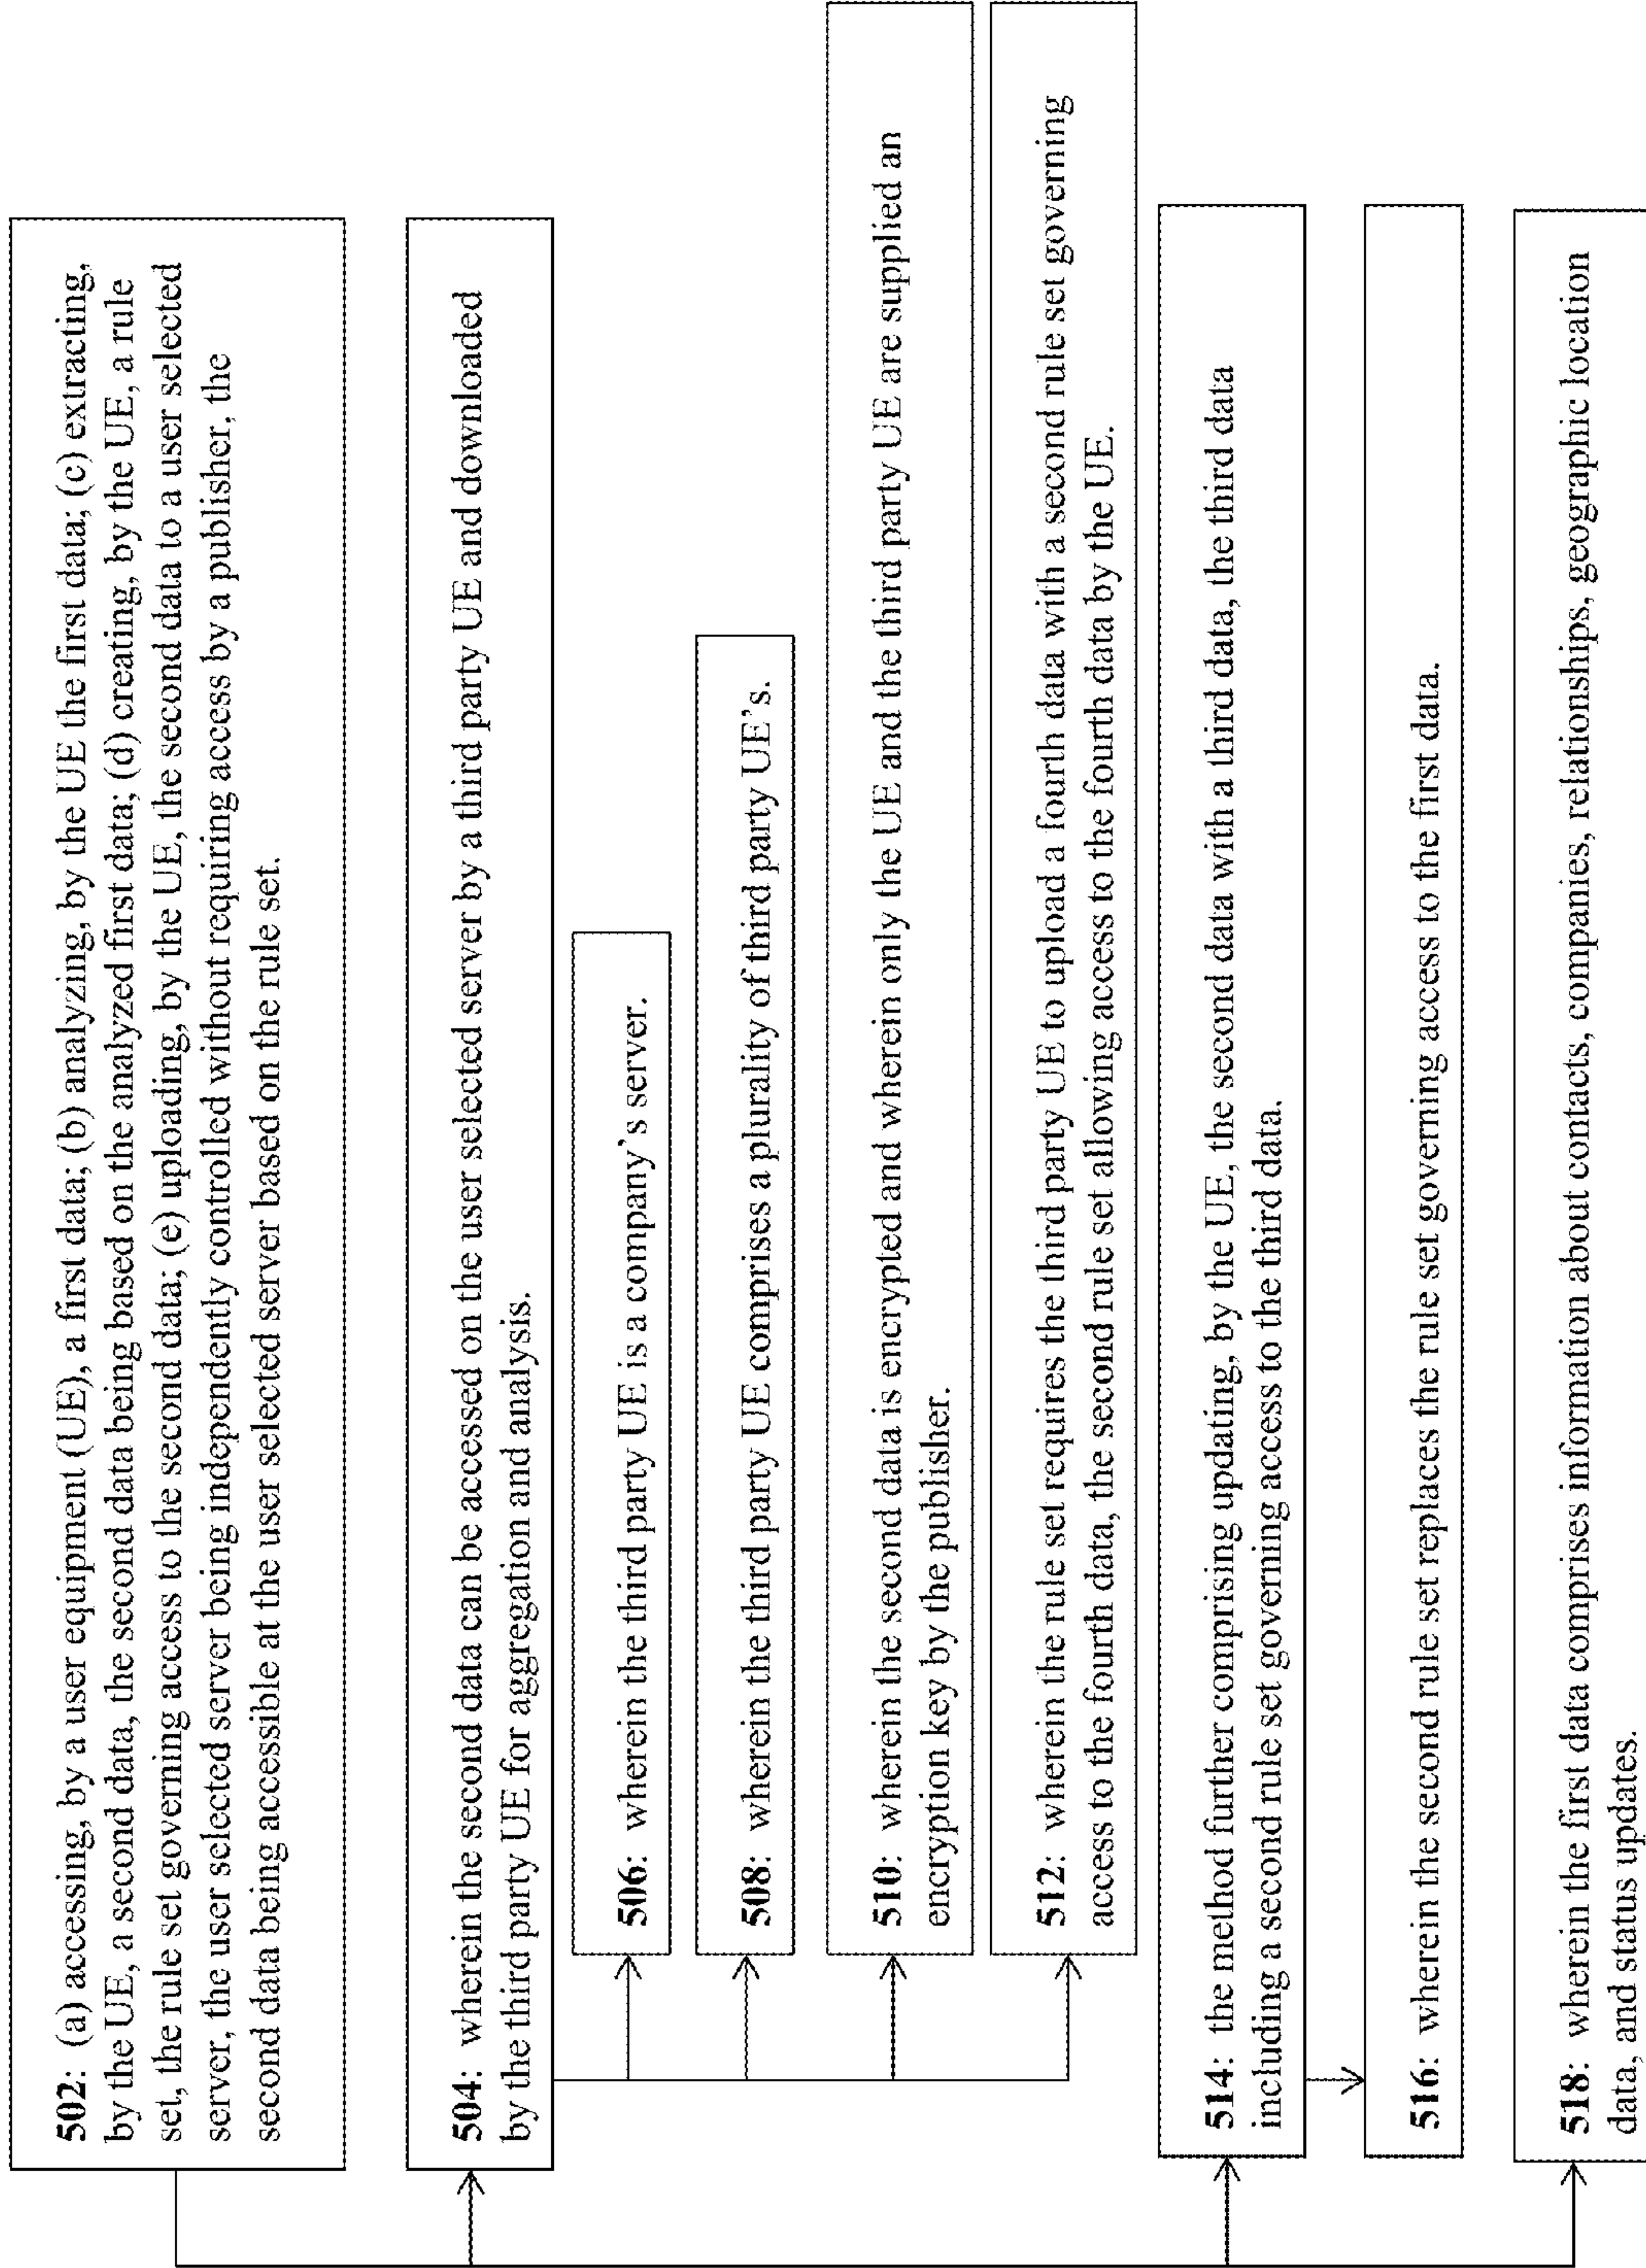 502: (a) accessing, by a user equipment (UE), a first data; (b) analyzing, by the UE the first data; (c) extracting,
by the UE, a second data, the second data being based on the analyzed first data; (d) creating, by the UE, a rule
set, the rule set governing access to the second data; (e) uploading, by the UE, the second data to a user selected
server, the user selected server being independently controlled without requiring access by a publisher, the
second data being accessible at the user selected server based on the rule set.
504: wherein the second data can be accessed on the user selected server by a third party UE and downloaded
by the third party UE for aggregation and analysis.
506: wherein the third party UE is a company's server.
508: wherein the third party UE comprises a plurality of third party UE's.
510: wherein the second data is encrypted and wherein only the UE and the third party UE are supplied an
encryption key by the publisher.
512: wherein the rule set requires the third party UE to upload a fourth data with a second rule set governing
access to the fourth data, the second rule set allowing access to the fourth data by the UE.
514: the method further comprising updating, by the UE, the second data with a third data, the third data
including a second rule set governing access to the third data.
516: wherein the second rule set replaces the rule set governing access to the first data.
518: wherein the first data comprises information about contacts, companies, relationships, geographic location
data, and status updates.